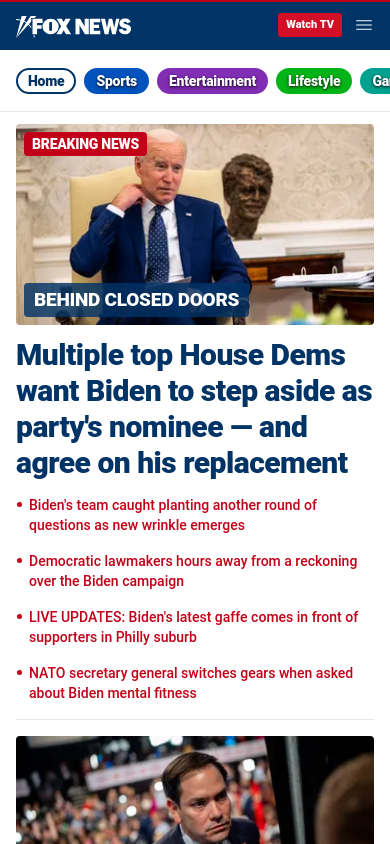 FOX NEWS
Watch TV
Home
Sports
Entertainment
Lifestyle
Ga
BREAKING NEWS
BEHIND CLOSED DOORS
Multiple top House Dems
want Biden to step aside as
party's nominee — and
agree on his replacement
• Biden's team caught planting another round of
questions as new wrinkle emerges
• Democratic lawmakers hours away from a reckoning
over the Biden campaign
• LIVE UPDATES: Biden's latest gaffe comes in front of
supporters in Philly suburb
• NATO secretary general switches gears when asked
about Biden mental fitness